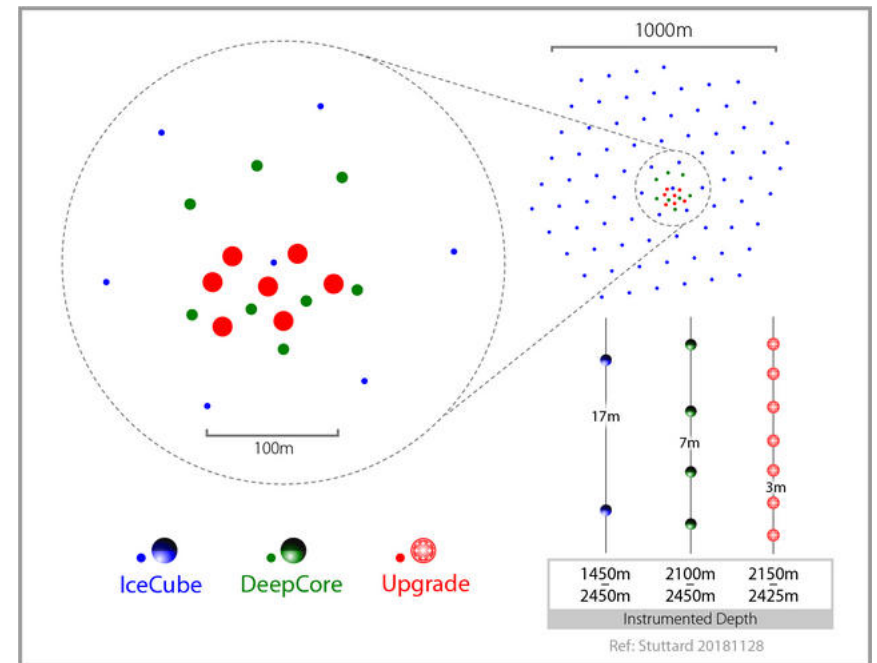 1000m
100m
17m
7m
3m
IceCube
DeepCore
Upgrade
1450m 2100m 2150m
– – –
2450m 2450m 2425m
Instrumented Depth
Ref: Stuttard 20181128